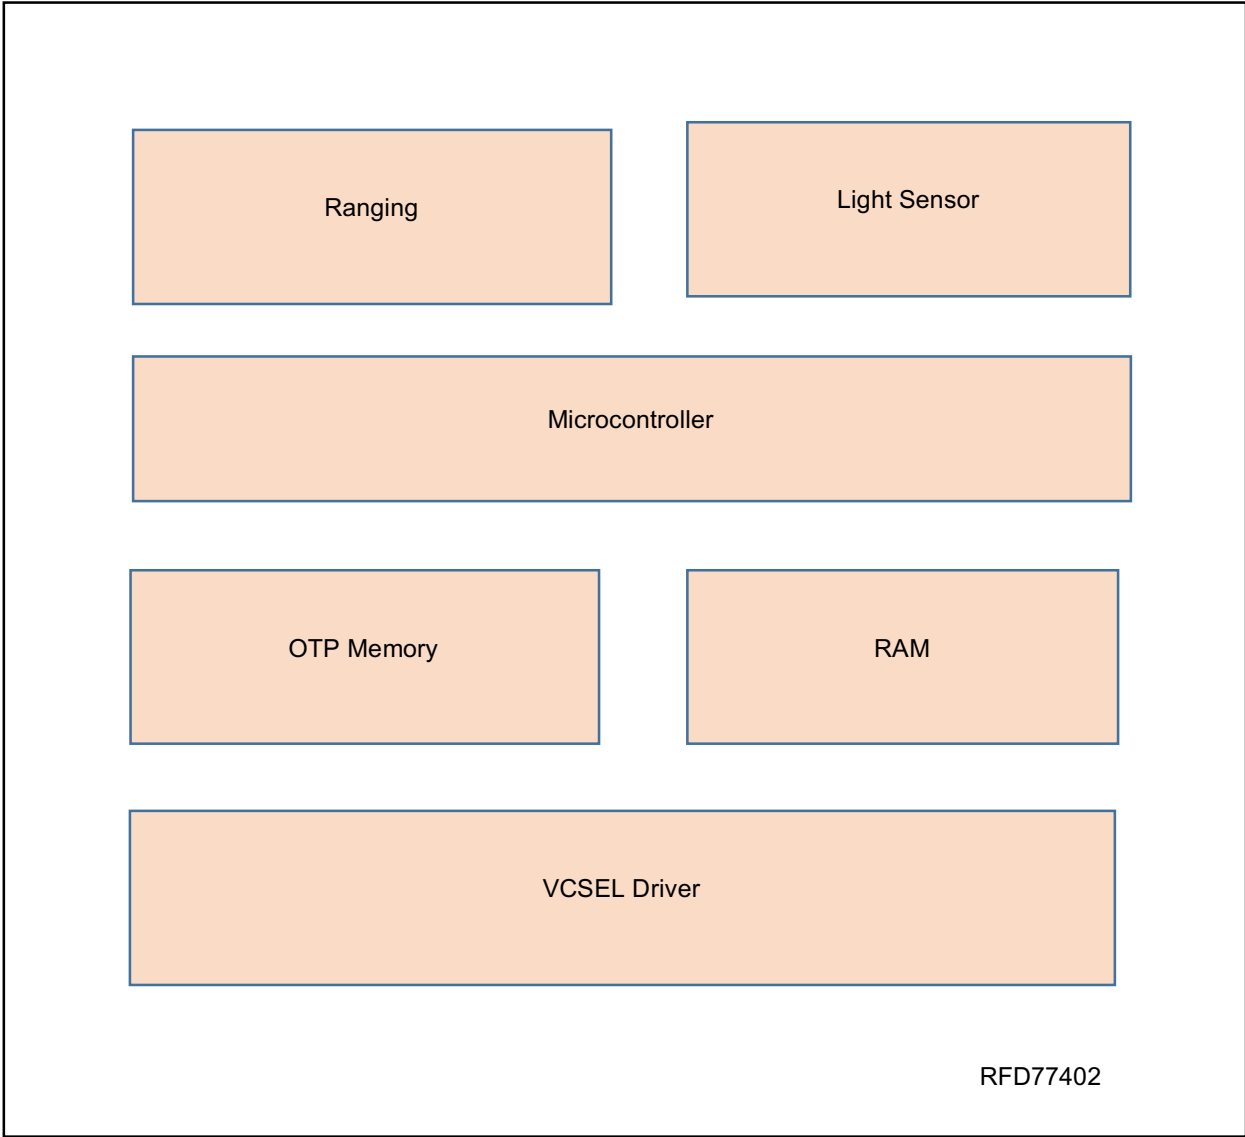 Ranging
Light Sensor
Microcontroller
OTP Memory
RAM
VCSEL Driver
RFD77402